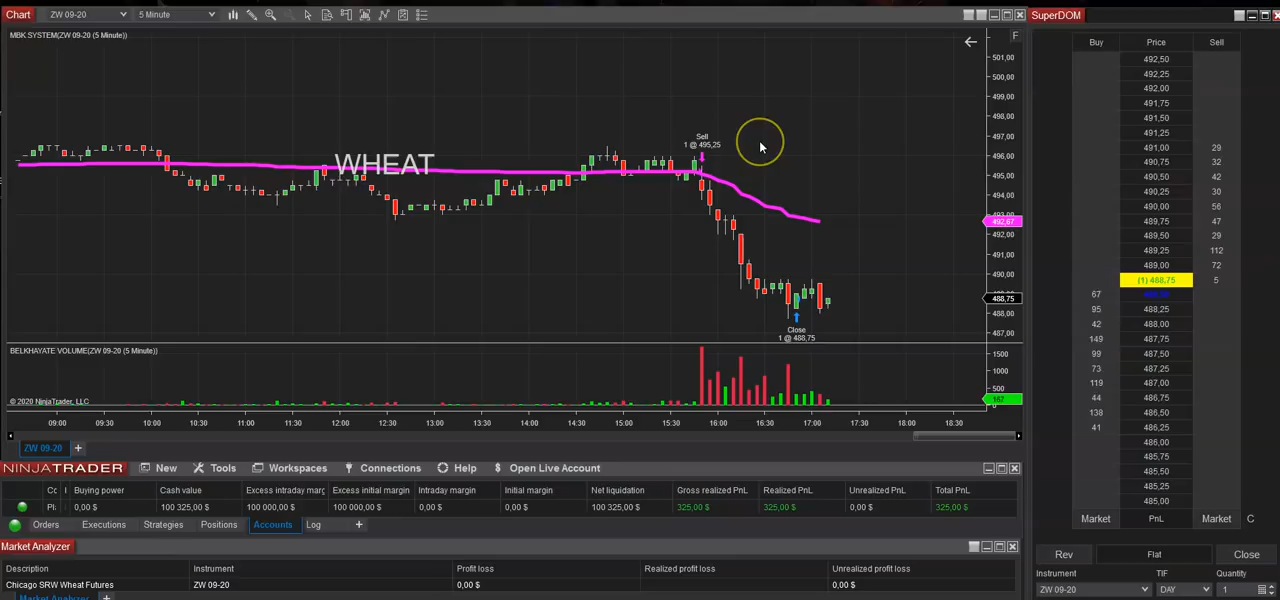 Chart ZW 09-20 5 Minute
MBK SYSTEM(ZW 09-20 (5 Minute))
F
501,00
500,00
499,00
498,00
497,00
496,00
495,00
494,00
493,00
492,67
492,00
491,00
490,00
488,75
488,00
487,00
WHEAT
Sell
1 @ 495,25
Close
1 @ 488,75
BELKHAYATE VOLUME(ZW 09-20 (5 Minute))
1500
1000
500
167
0
© 2020 NinjaTrader, LLC
09:00 09:30 10:00 10:30 11:00 11:30 12:00 12:30 13:00 13:30 14:00 14:30 15:00 15:30 16:00 16:30 17:00 17:30 18:00 18:30
ZW 09-20 +
NINJATRADER New Tools Workspaces Connections Help $ Open Live Account
Buying power Cash value Excess intraday marg Excess initial margin Intraday margin Initial margin Net liquidation Gross realized PnL Realized PnL Unrealized PnL Total PnL
0,00 $ 100 325,00 $ 100 000,00 $ 100 000,00 $ 0,00 $ 0,00 $ 100 325,00 $ 325,00 $ 325,00 $ 0,00 $ 325,00 $
Orders Executions Strategies Positions Accounts Log +
Market Analyzer
Description Instrument Profit loss Realized profit loss Unrealized profit loss
Chicago SRW Wheat Futures ZW 09-20 0,00 $ 0,00 $
Market Analyzer +
SuperDOM
Buy Price Sell
492,50
492,25
492,00
491,75
491,50
491,25
491,00 29
490,75 32
490,50 42
490,25 30
490,00 56
489,75 47
489,50 29
489,25 112
489,00 72
(1) 488,75 5
67
95 488,25
42 488,00
149 487,75
99 487,50
73 487,25
119 487,00
44 486,75
138 486,50
41 486,25
486,00
485,75
485,50
485,25
485,00
Market PnL Market C
Rev Flat Close
Instrument TIF Quantity
ZW 09-20 DAY 1